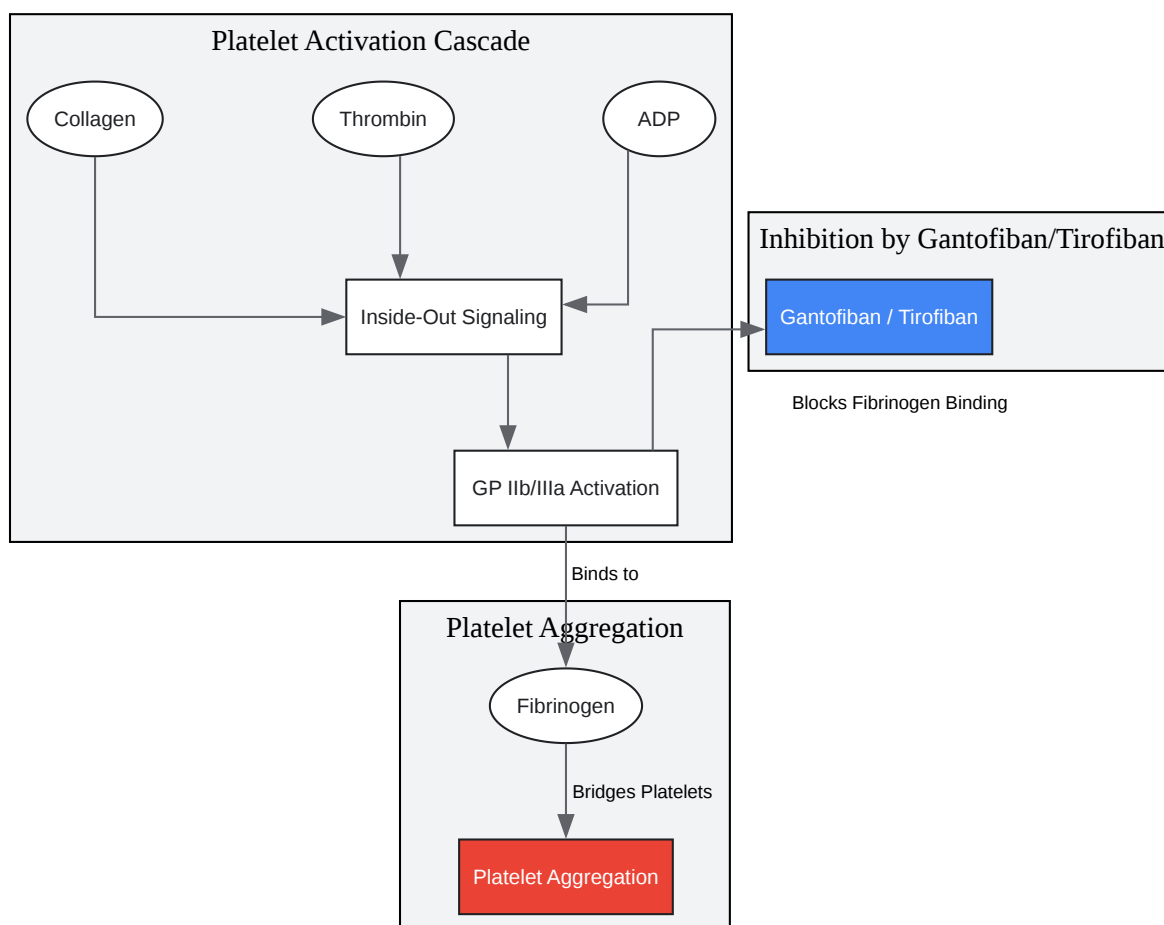 Platelet Activation Cascade
Collagen
Thrombin
ADP
Inhibition by Gantofiban/Tirofiban
Gantofiban / Tirofiban
Inside-Out Signaling
Blocks Fibrinogen Binding
GP IIb/IIIa Activation
Binds to
Platelet Aggregation
Fibrinogen
Bridges Platelets
Platelet Aggregation